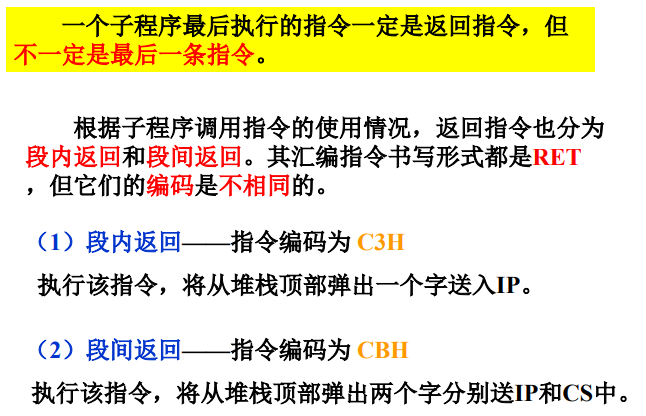 一个子程序最后执行的指令一定是返回指令，但
不一定是最后一条指令。
根据子程序调用指令的使用情况，返回指令也分为
段内返回和段间返回。其汇编指令书写形式都是RET
，但它们的编码是不相同的。
（1）段内返回——指令编码为 C3H
执行该指令，将从堆栈顶部弹出一个字送入IP。
（2）段间返回——指令编码为 CBH
执行该指令，将从堆栈顶部弹出两个字分别送IP和CS中。